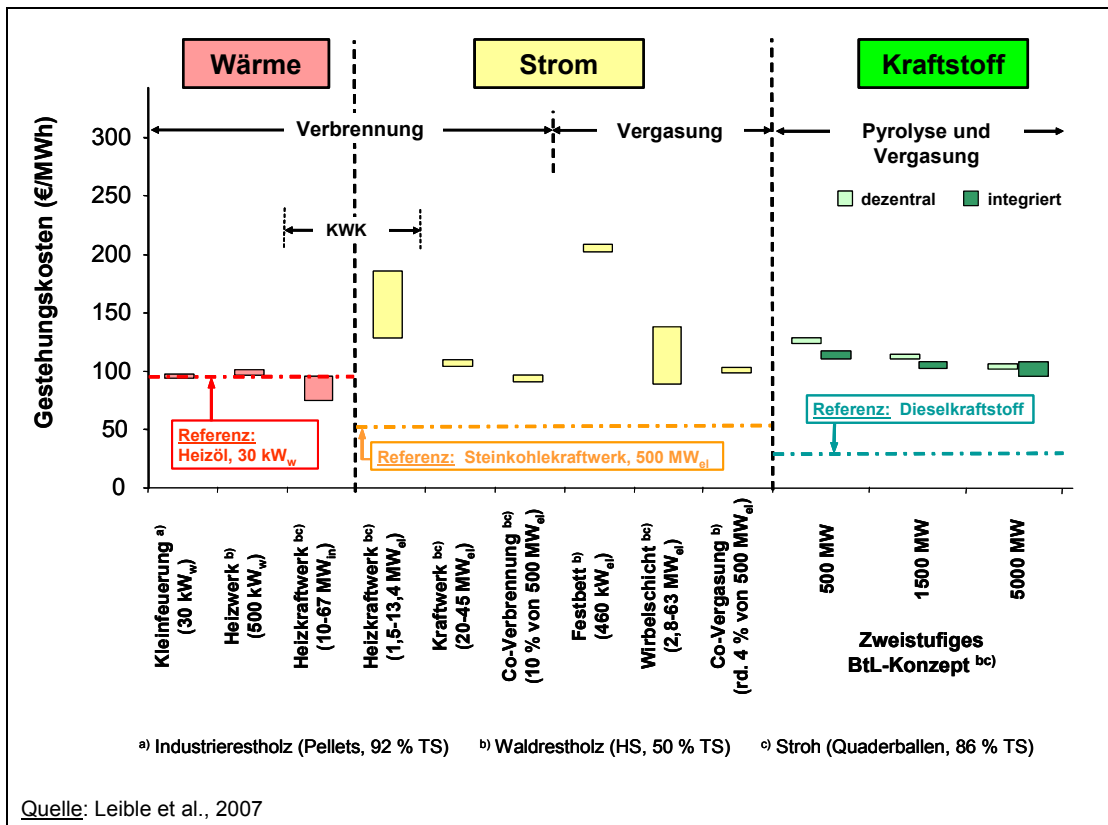 Wärme
Strom
Kraftstoff
Gestehungskosten (€/MWh)
300
250
200
150
100
50
0
Verbrennung
Vergasung
Pyrolyse und
Vergasung
dezentral
integriert
KWK
Referenz:
Heizöl, 30 kWw
Referenz: Steinkohlekraftwerk, 500 MWel
Referenz: Dieselkraftstoff
Kleinfeuerung a)
(30 kWw)
Heizwerk b)
(500 kWw)
Heizkraftwerk bc)
(10-67 MWin)
Heizkraftwerk bc)
(1,5-13,4 MWel)
Kraftwerk bc)
(20-45 MWel)
Co-Verbrennung bc)
(10 % von 500 MWel)
Festbett b)
(460 kWel)
Wirbelschicht bc)
(2,8-63 MWel)
Co-Vergasung b)
(rd. 4 % von 500 MWel)
500 MW
1500 MW
5000 MW
Zweistufiges
BtL-Konzept bc)
a) Industrierestholz (Pellets, 92 % TS) b) Waldrestholz (HS, 50 % TS) c) Stroh (Quaderballen, 86 % TS)
Quelle: Leible et al., 2007